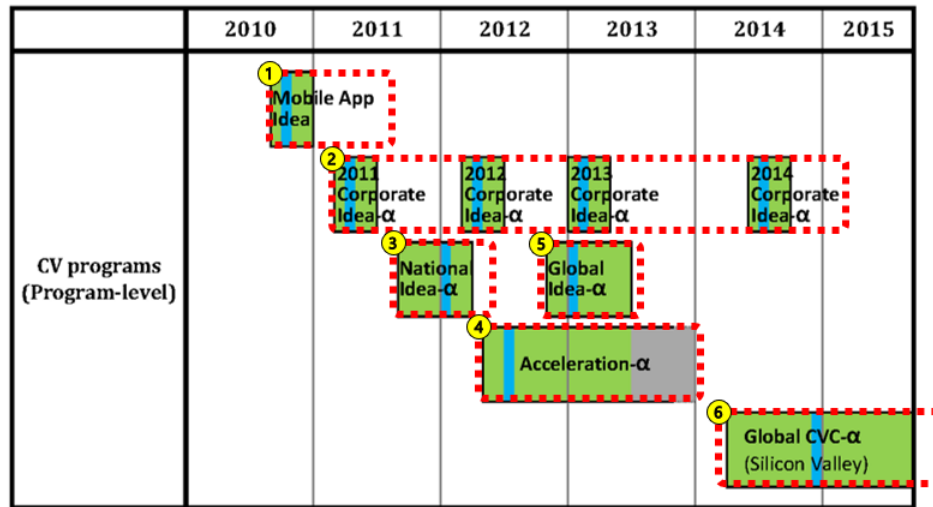 2010 2011 2012 2013 2014 2015
CV programs
(Program-level)
1
Mobile App
Idea
2
2011
Corporate
Idea-α
2012
Corporate
Idea-α
2013
Corporate
Idea-α
2014
Corporate
Idea-α
3
National
Idea-α
5
Global
Idea-α
4
Acceleration-α
6
Global CVC-α
(Silicon Valley)